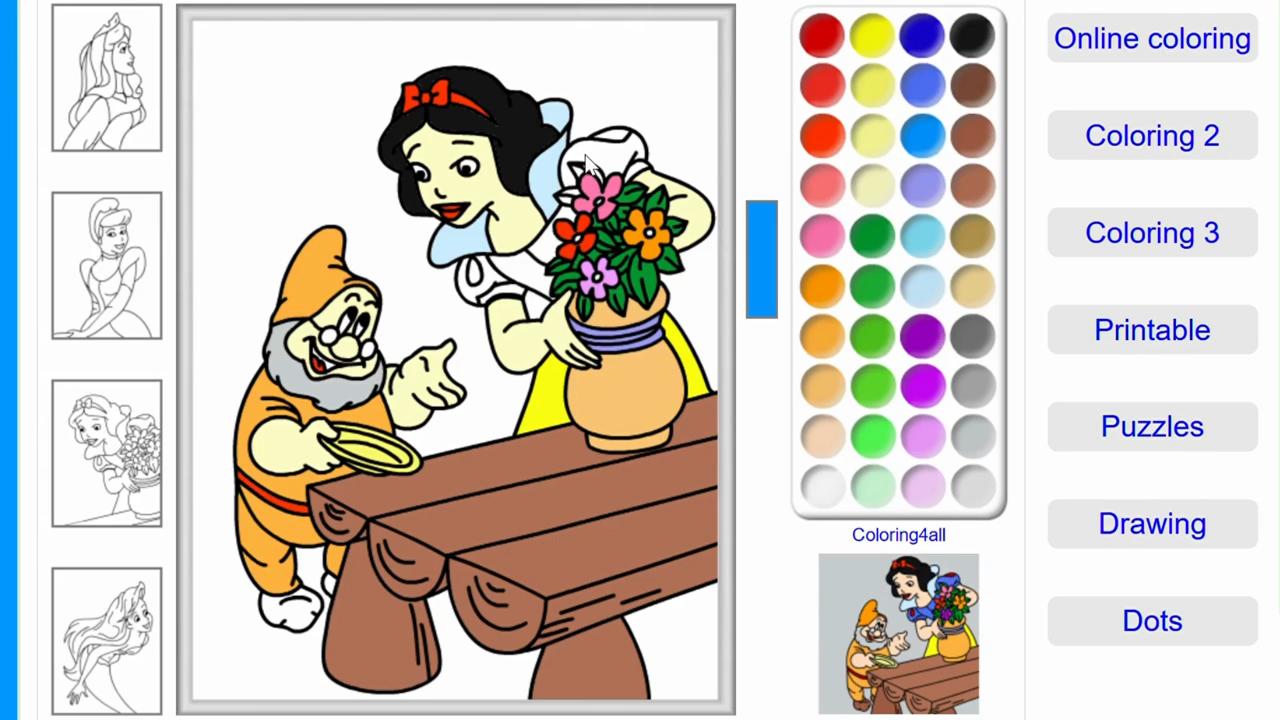 Online coloring
Coloring 2
Coloring 3
Printable
Puzzles
Drawing
Dots
Coloring4all